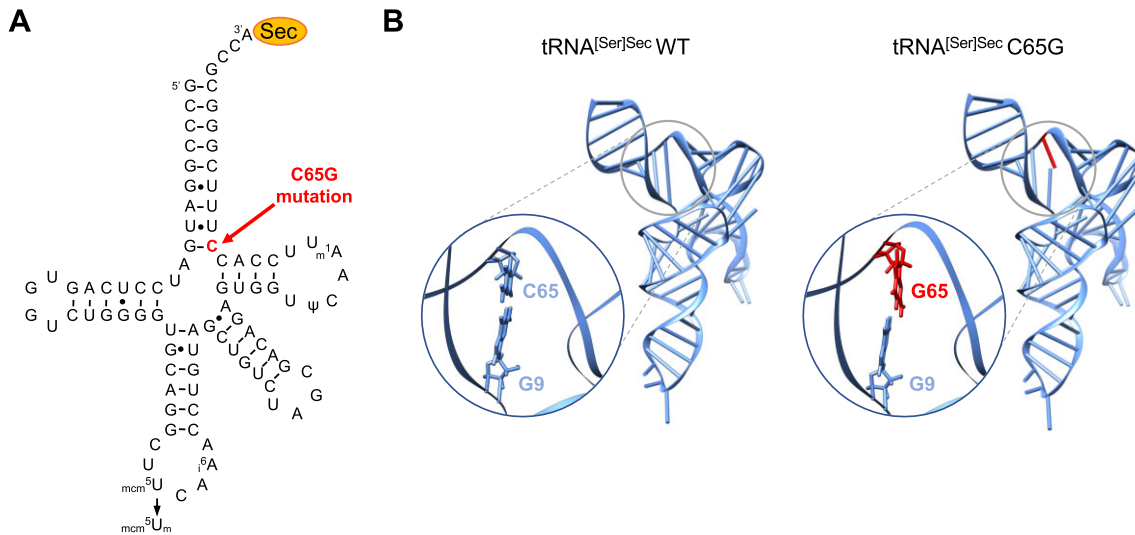 A
B
3'
A
Sec
C
C
G
5'
G C
C G
C G
C G
G C
G U
A U
U U
G C
C65G
mutation
A
U
C A C C U U m¹A
A
A
C
ψ
G G U U
A
G
U G A C U C C
G
G
U
C U G G G G U
U
G A C A G C
G
A
U
C
C G U U
A
U
G
U
C
C
G
C
A
G
G
C
U
mcm⁵U
mcm⁵Um
A
i⁶A
A
C
tRNA[Ser]Sec WT
tRNA[Ser]Sec C65G
C65
G9
G65
G9